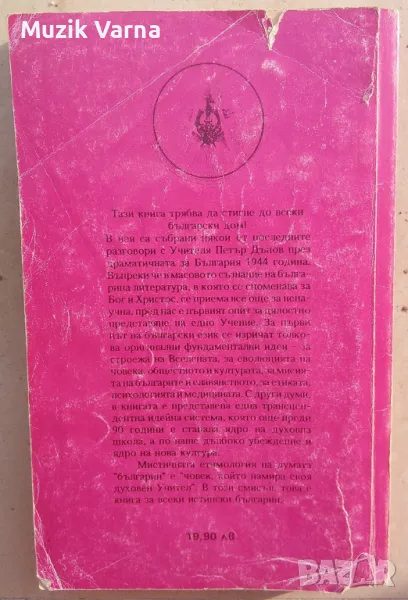 Muzik Varna
Тази книга трябва да стигне до всеки
български дом!
В нея са събрани някои от последните
разговори с Учителя Петър Дънов през
драматичната за България 1944 година.
Въпреки че в масовото съзнание на бълга-
рина литература, в която се споменава за
Бог и Христос, се приема все още за нена-
учна, пред нас е първият опит за цялостно
представяне на едно Учение. За първи
път на български език се изричат толко-
ва оригинални фундаментални идеи - за
строежа на Вселената, за еволюцията на
човека, обществото и културата, за мисия-
та на българите и славянството, за етиката,
психологията и медицината. С други думи,
в книгата е представена една трансцен-
дентна идейна система, която още преди
90 години е станала ядро на духовна
школа, а по наше дълбоко убеждение и
ядро на нова култура.
Мистичната етимология на думата
"българин" е "човек, който намира своя
духовен Учител". В този смисъл, това е
книга за всеки истински българин.
19,90 лв
BAZAR